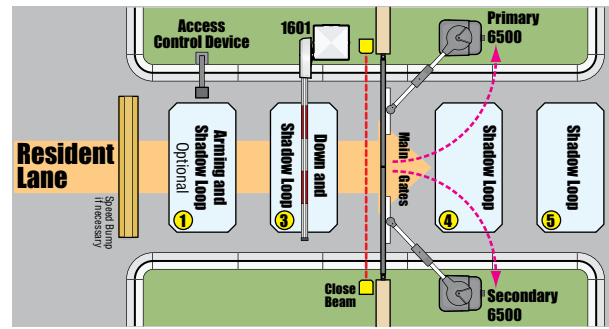 Access
Control Device
1601
Primary
6500
Resident
Lane
Speed Bump
if necessary
Arming and
Shadow Loop
Optional
1
Down and
Shadow Loop
3
Main Gates
Shadow Loop
4
Shadow Loop
5
Close
Beam
Secondary
6500